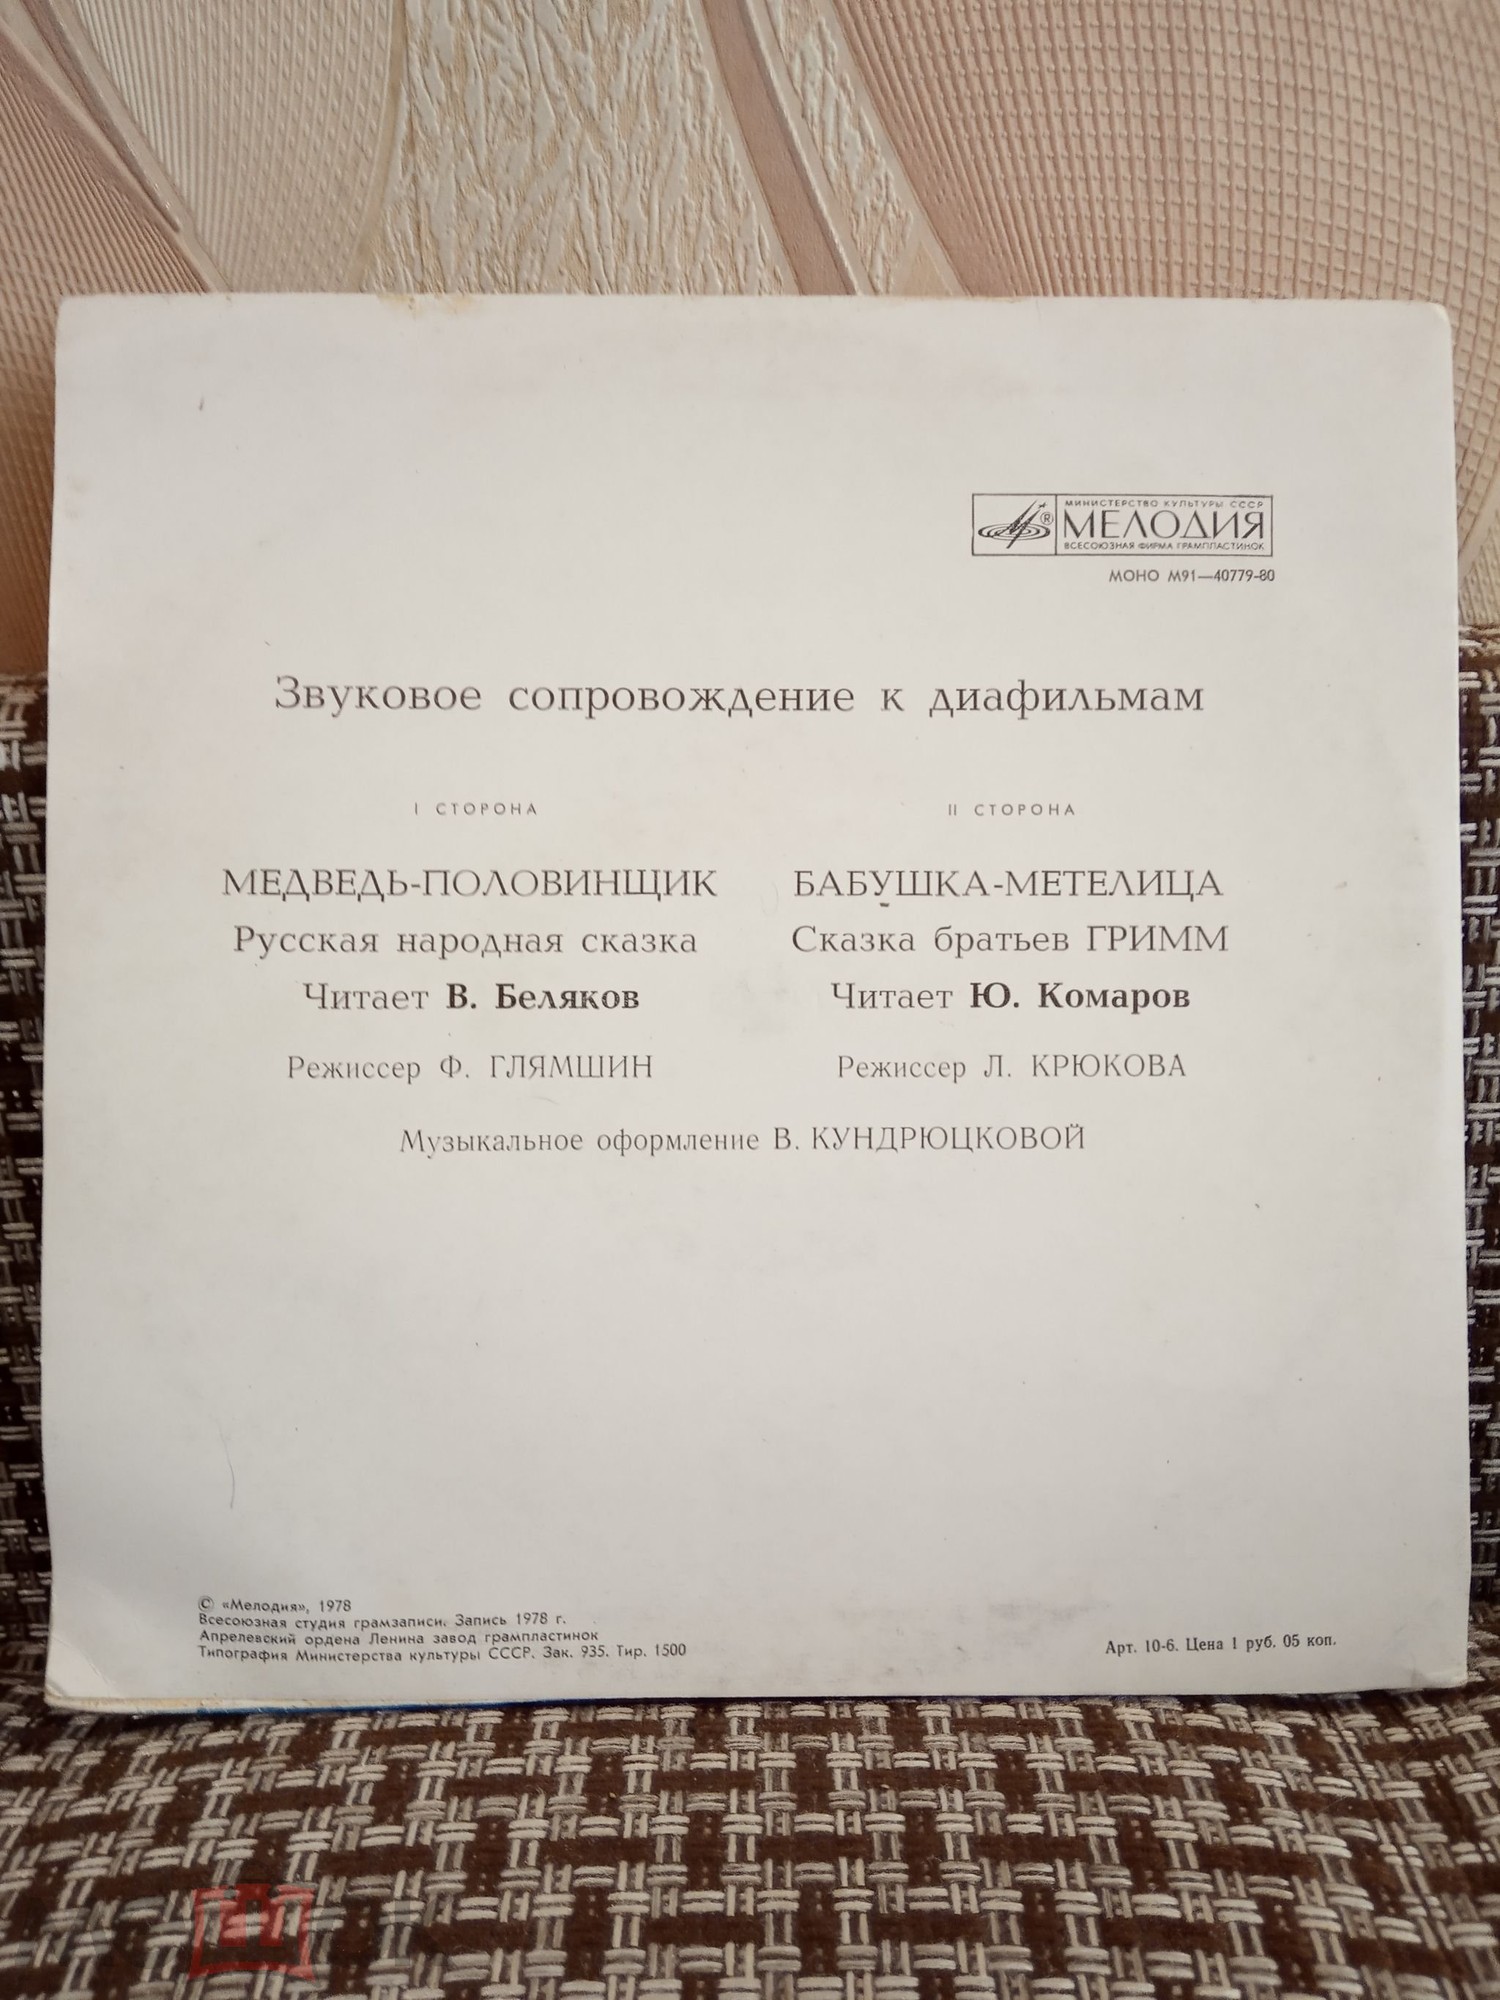 МИНИСТЕРСТВО КУЛЬТУРЫ СССР
МЕЛОДИЯ
ВСЕСОЮЗНАЯ ФИРМА ГРАМПЛАСТИНОК
®
МОНО М91—40779-80
Звуковое сопровождение к диафильмам
I СТОРОНА
МЕДВЕДЬ-ПОЛОВИНЩИК
Русская народная сказка
Читает В. Беляков
Режиссер Ф. ГЛЯМШИН
II СТОРОНА
БАБУШКА-МЕТЕЛИЦА
Сказка братьев ГРИММ
Читает Ю. Комаров
Режиссер Л. КРЮКОВА
Музыкальное оформление В. КУНДРЮЦКОВОЙ
© «Мелодия», 1978
Всесоюзная студия грамзаписи. Запись 1978 г.
Апрелевский ордена Ленина завод грампластинок
Типография Министерства культуры СССР. Зак. 935. Тир. 1500
Арт. 10-6. Цена 1 руб. 05 коп.